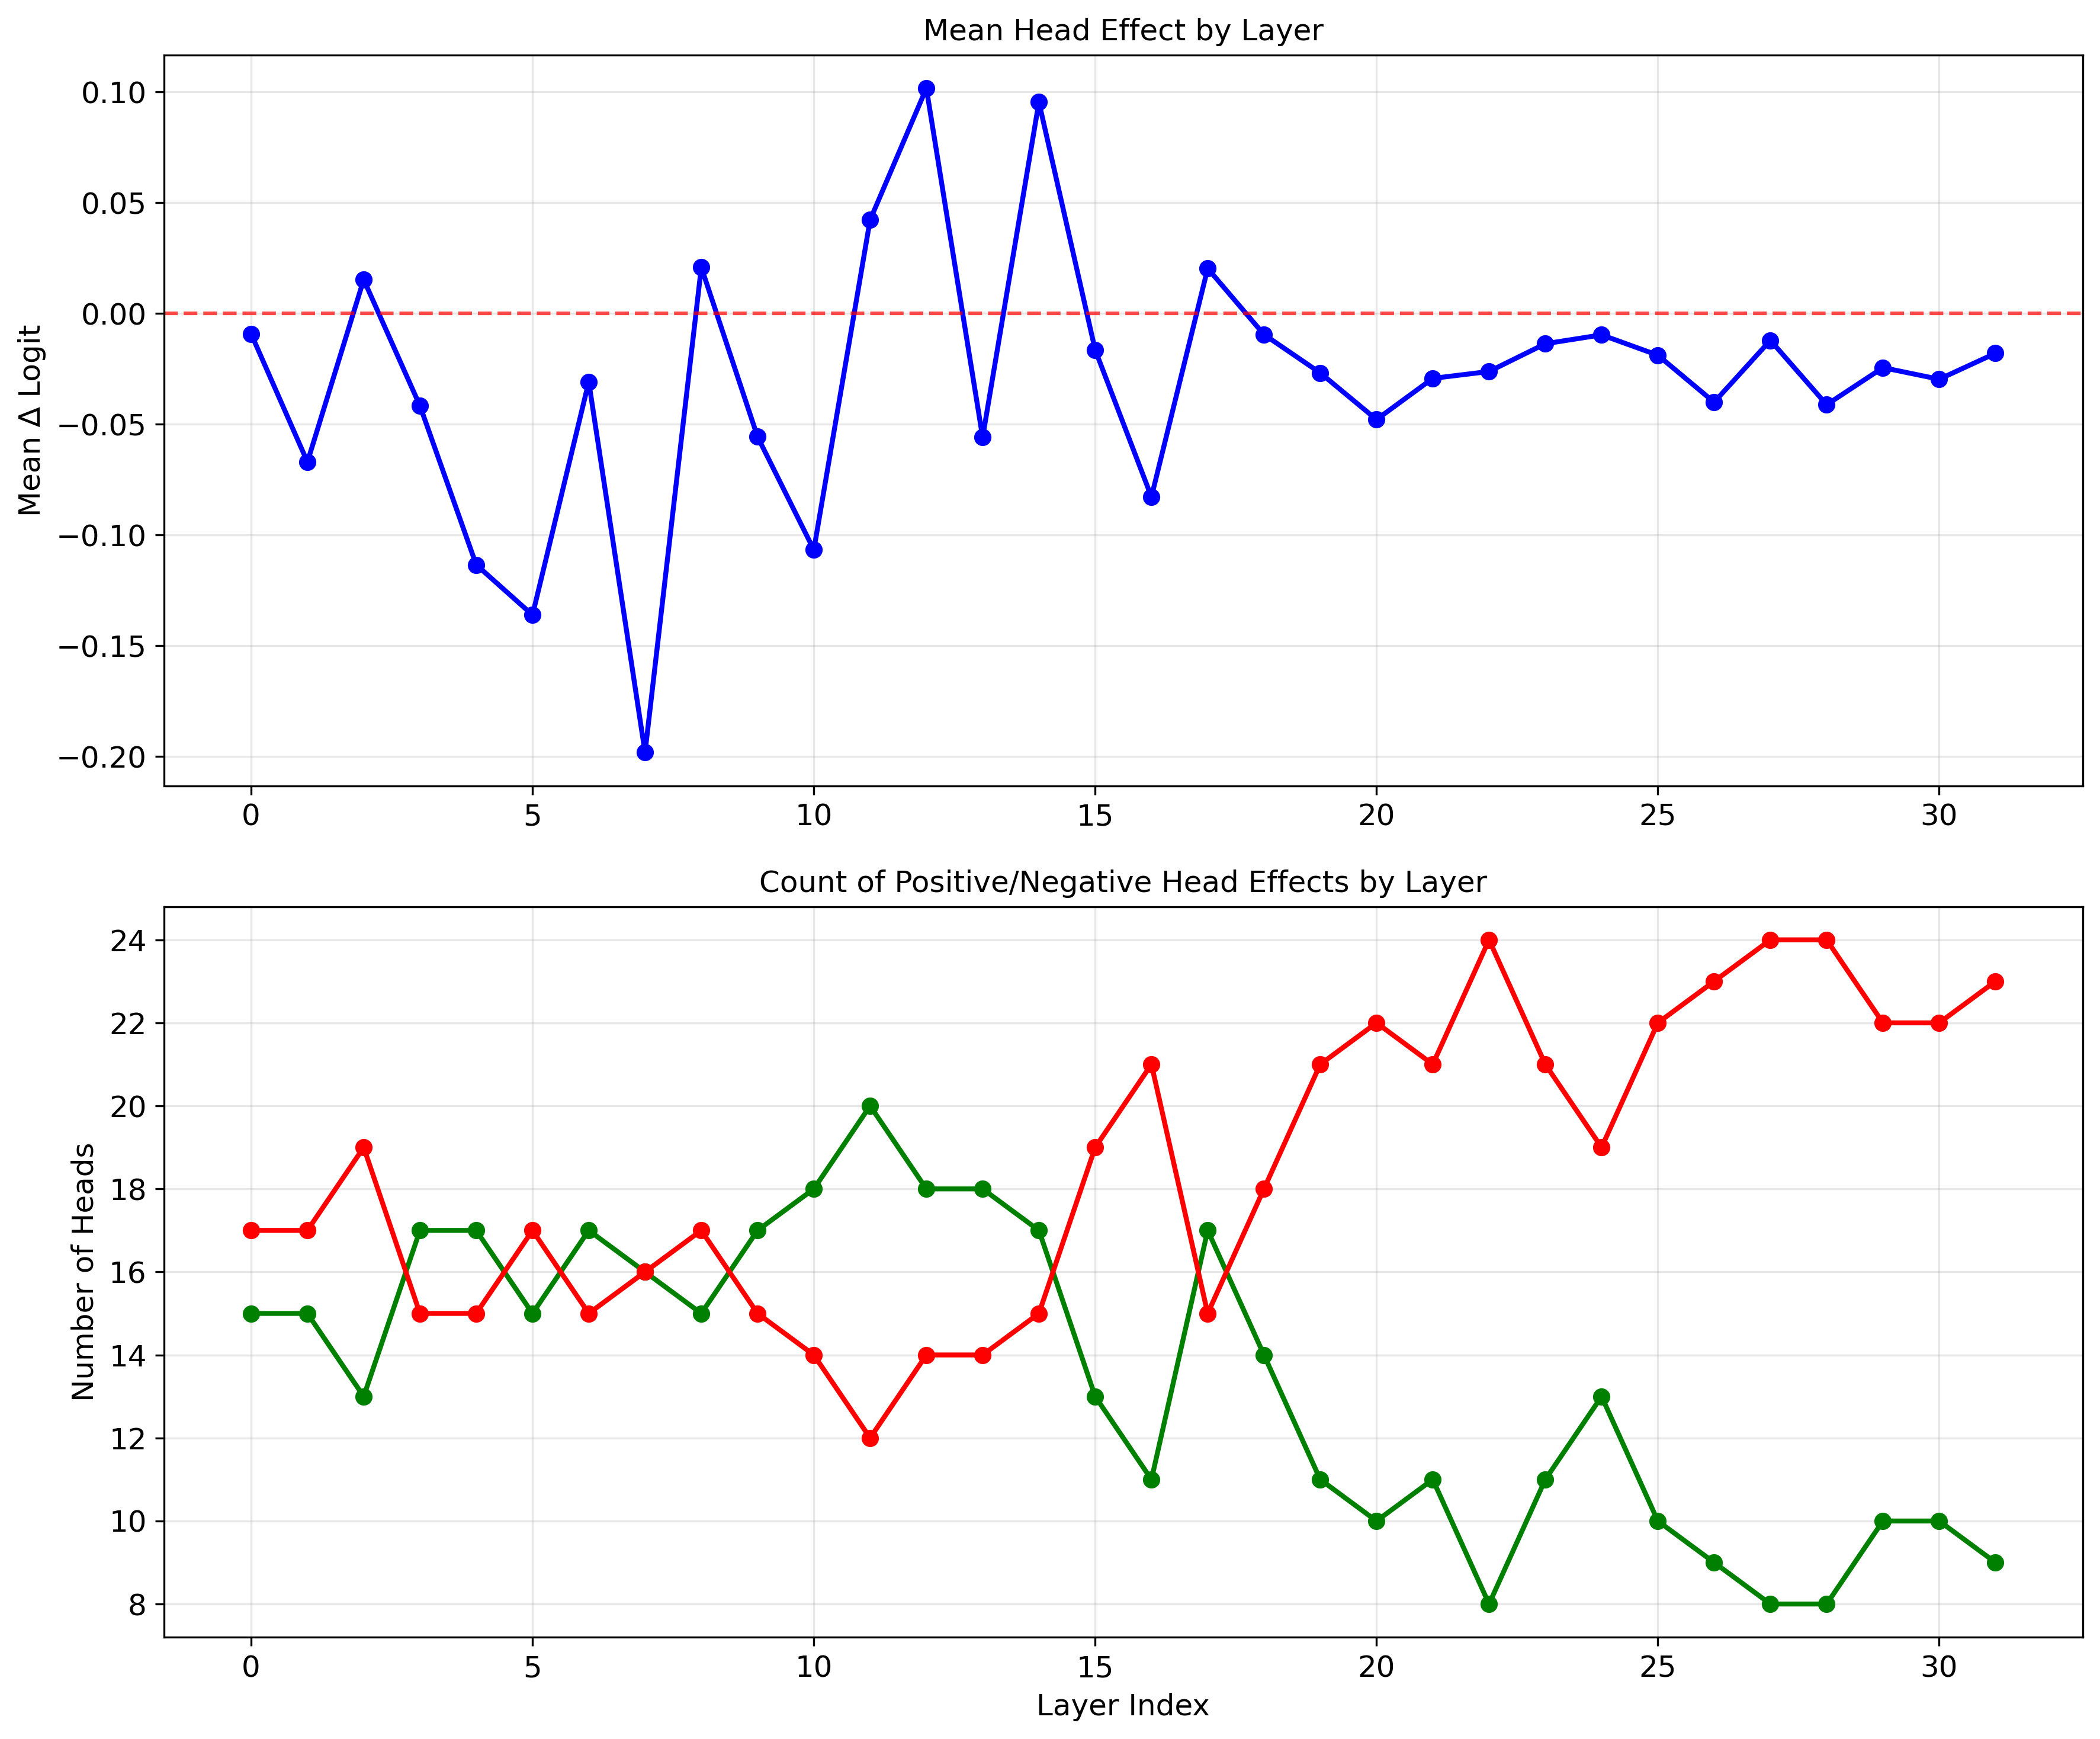 Mean Head Effect by Layer
Mean Δ Logit
0.10
0.05
0.00
−0.05
−0.10
−0.15
−0.20
0 5 10 15 20 25 30
Count of Positive/Negative Head Effects by Layer
Number of Heads
24
22
20
18
16
14
12
10
8
0 5 10 15 20 25 30
Layer Index